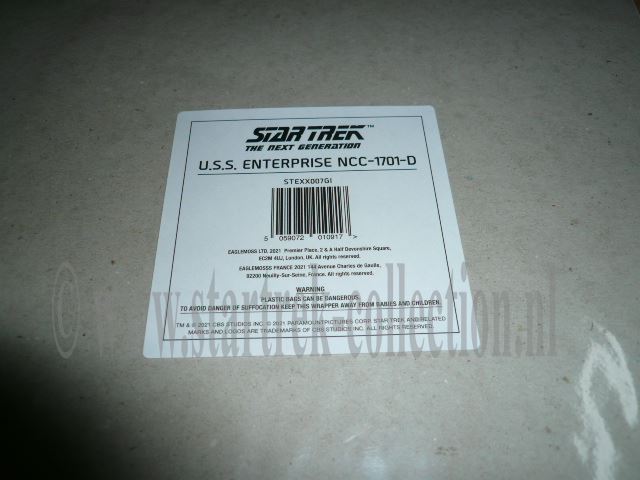 STAR TREK™
THE NEXT GENERATION
U.S.S. ENTERPRISE NCC-1701-D
STEXX007GI
5 059072 010917 >
EAGLEMOSS LTD, 2021 Premier Place, 2 & A Half Devonshire Square,
EC2M 4UJ, London, UK. All rights reserved.
EAGLEMOSSS FRANCE 2021 144 Avenue Charles de Gaulle,
92200 Neuilly-Sur-Seine, France. All rights reserved.
WARNING
PLASTIC BAGS CAN BE DANGEROUS.
TO AVOID DANGER OF SUFFOCATION KEEP THIS WRAPPER AWAY FROM BABIES AND CHILDREN.
TM & © 2021 CBS STUDIOS INC. © 2021 PARAMOUNT PICTURES CORP. STAR TREK AND RELATED
MARKS AND LOGOS ARE TRADEMARKS OF CBS STUDIOS INC. ALL RIGHTS RESERVED.
© www.startrek-collection.nl